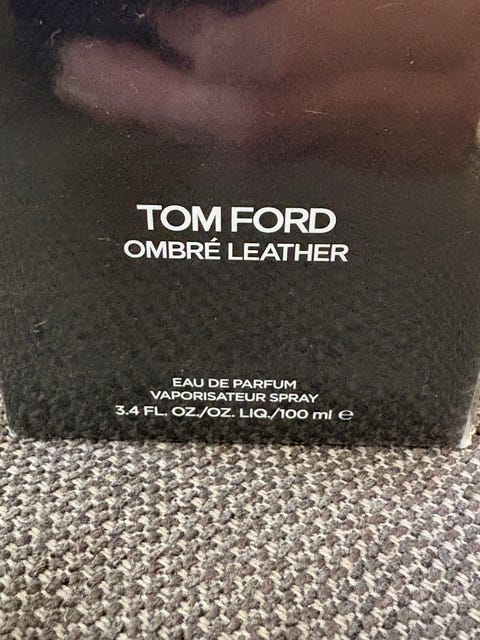 TOM FORD
OMBRÉ LEATHER
EAU DE PARFUM
VAPORISATEUR SPRAY
3.4 FL. OZ./OZ. LIQ./100 ml ℮